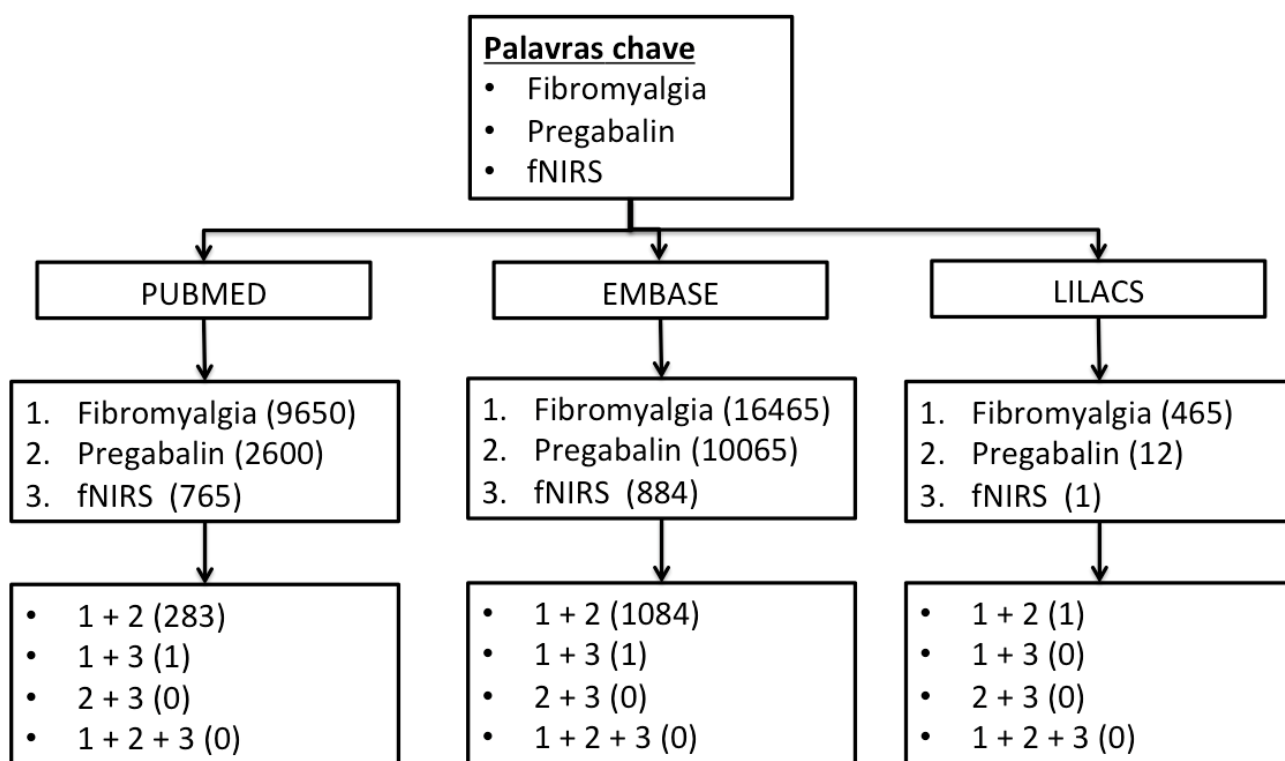 Palavras chave
• Fibromyalgia
• Pregabalin
• fNIRS
PUBMED
EMBASE
LILACS
1. Fibromyalgia (9650)
2. Pregabalin (2600)
3. fNIRS (765)
1. Fibromyalgia (16465)
2. Pregabalin (10065)
3. fNIRS (884)
1. Fibromyalgia (465)
2. Pregabalin (12)
3. fNIRS (1)
• 1 + 2 (283)
• 1 + 3 (1)
• 2 + 3 (0)
• 1 + 2 + 3 (0)
• 1 + 2 (1084)
• 1 + 3 (1)
• 2 + 3 (0)
• 1 + 2 + 3 (0)
• 1 + 2 (1)
• 1 + 3 (0)
• 2 + 3 (0)
• 1 + 2 + 3 (0)